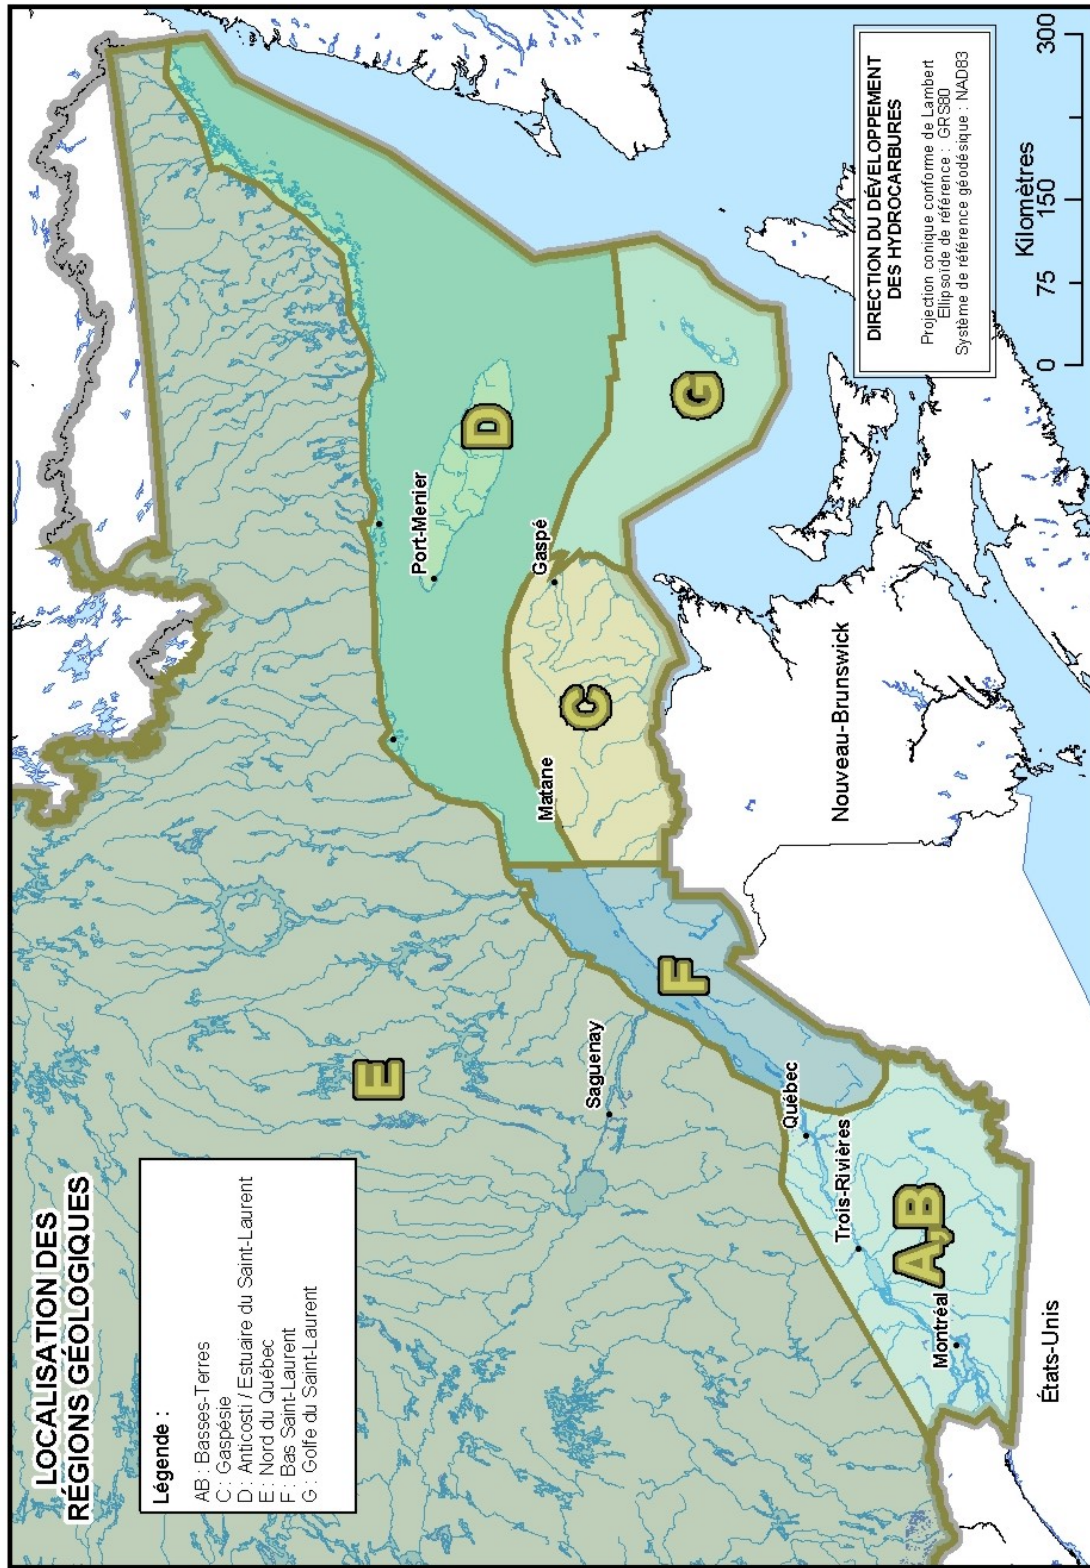 LOCALISATION DES
RÉGIONS GÉOLOGIQUES
Légende :
AB : Basses-Terres
C : Gaspésie
D : Anticosti / Estuaire du Saint-Laurent
E : Nord du Québec
F : Bas Saint-Laurent
G : Golfe du Saint-Laurent
E
Port-Menier
D
Gaspé
G
Matane
C
Saguenay
F
Québec
Trois-Rivières
A,B
Montréal
Nouveau-Brunswick
États-Unis
DIRECTION DU DÉVELOPPEMENT
DES HYDROCARBURES
Projection conique conforme de Lambert
Ellipsoïde de référence : GRS80
Système de référence géodésique : NAD83
Kilomètres
0 75 150 300